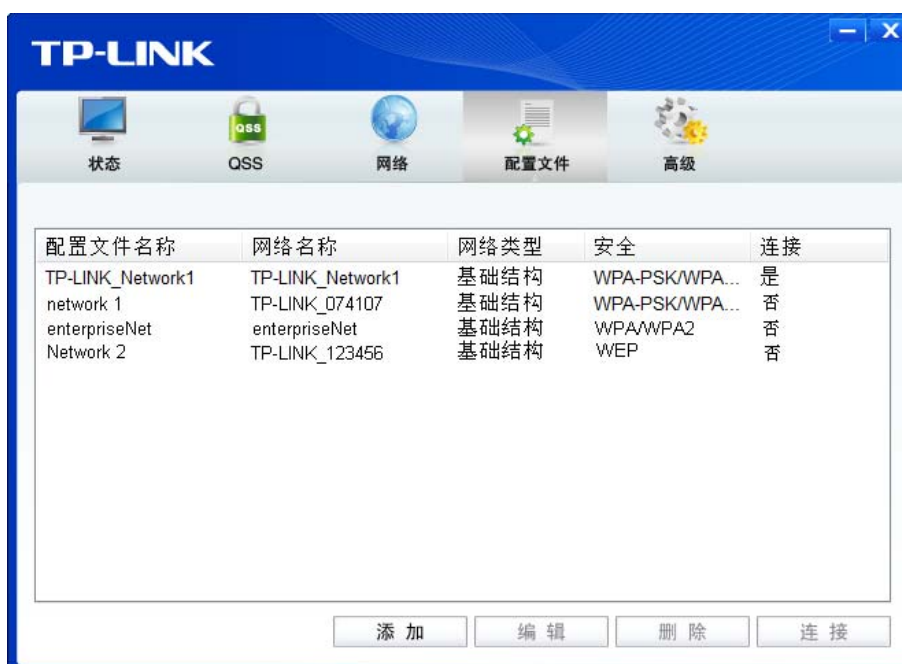 TP-LINK
QSS
状态 QSS 网络 配置文件 高级
配置文件名称 网络名称 网络类型 安全 连接
TP-LINK_Network1 TP-LINK_Network1 基础结构 WPA-PSK/WPA... 是
network 1 TP-LINK_074107 基础结构 WPA-PSK/WPA... 否
enterpriseNet enterpriseNet 基础结构 WPA/WPA2 否
Network 2 TP-LINK_123456 基础结构 WEP 否
添加 编辑 删除 连接